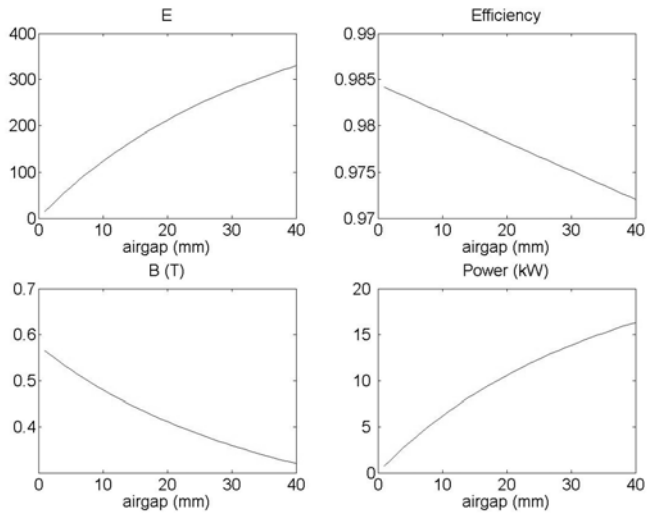 E
400
300
200
100
0
0 10 20 30 40
airgap (mm)
Efficiency
0.99
0.985
0.98
0.975
0.97
0 10 20 30 40
airgap (mm)
B (T)
0.7
0.6
0.5
0.4
0 10 20 30 40
airgap (mm)
Power (kW)
20
15
10
5
0
0 10 20 30 40
airgap (mm)